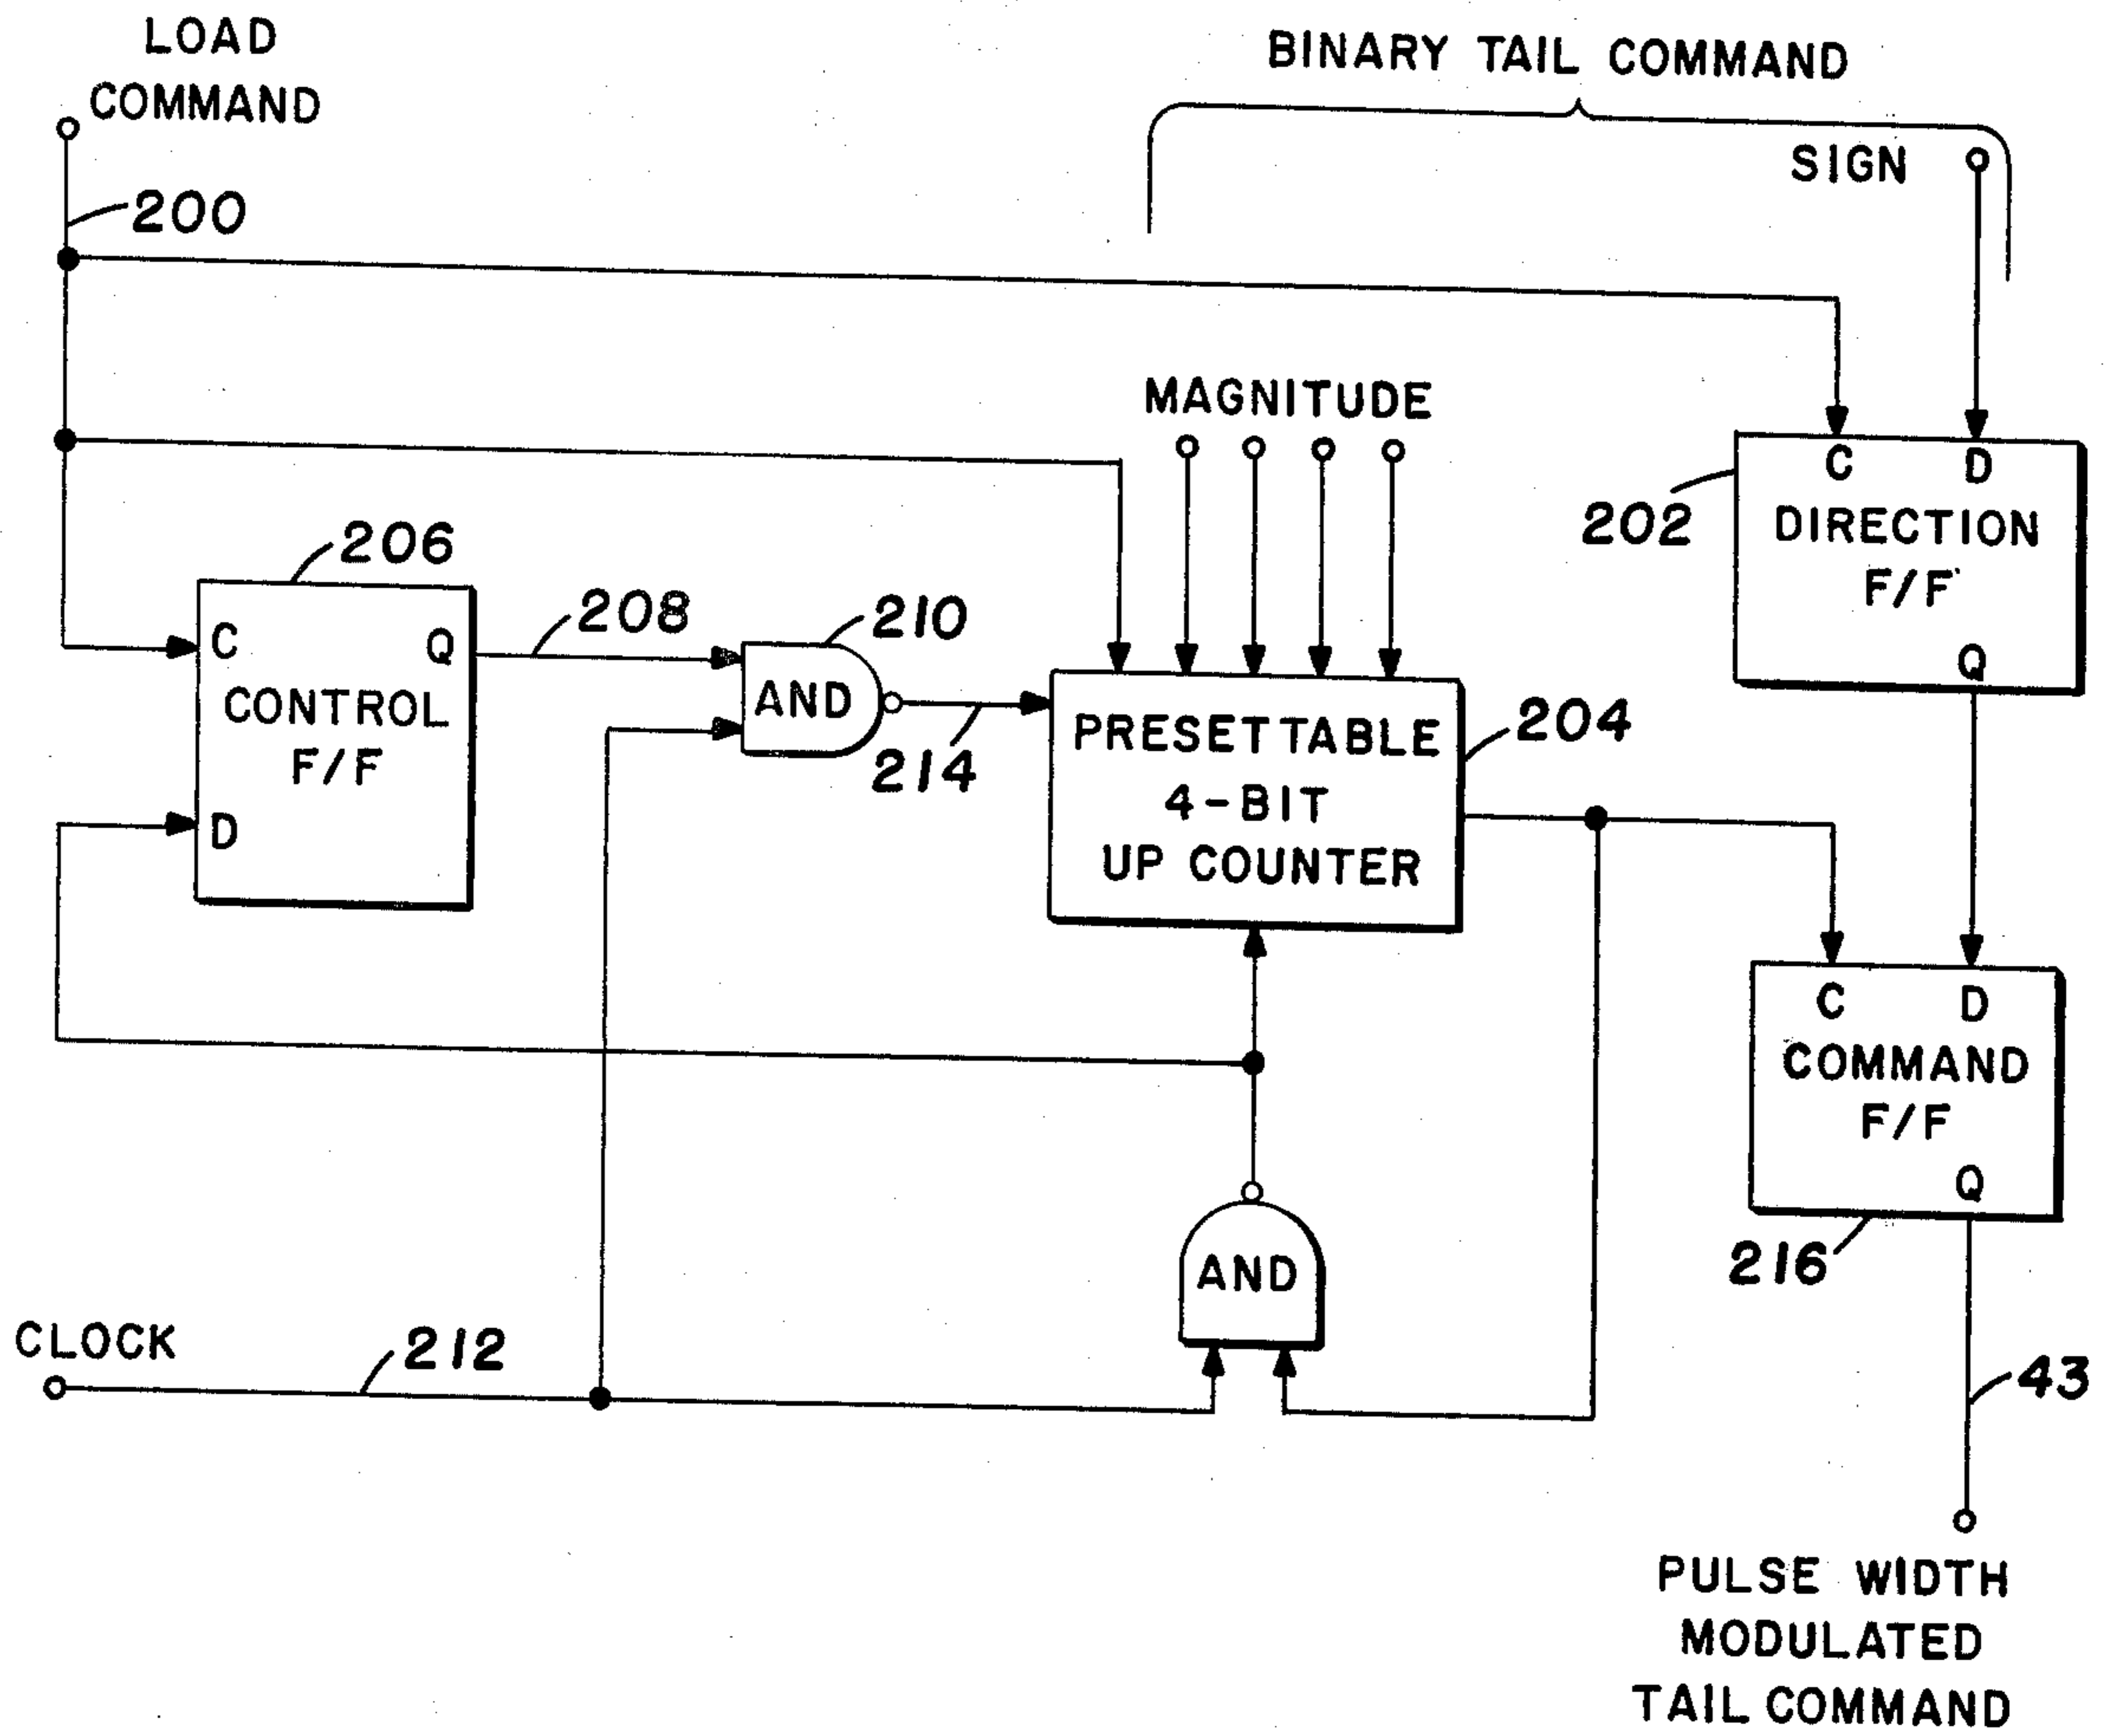 LOAD
COMMAND
BINARY TAIL COMMAND
SIGN
200
MAGNITUDE
C D
202
DIRECTION
F/F
Q
206
208
210
C Q
CONTROL
F/F
D
AND
214
PRESETTABLE
4-BIT
UP COUNTER
204
C D
COMMAND
F/F
Q
216
AND
CLOCK
212
43
PULSE WIDTH
MODULATED
TAIL COMMAND